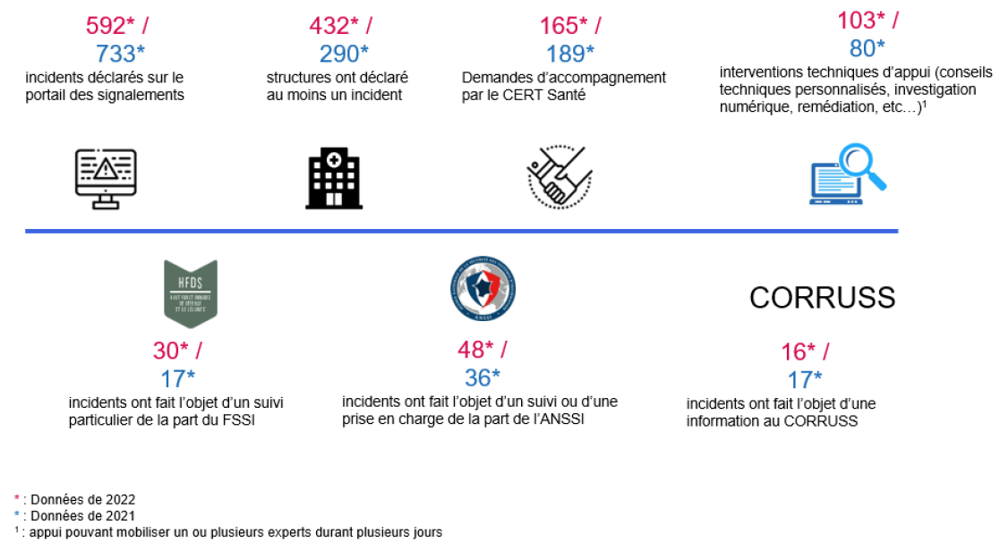 592* /
733*
incidents déclarés sur le
portail des signalements
432* /
290*
structures ont déclaré
au moins un incident
165* /
189*
Demandes d'accompagnement
par le CERT Santé
103* /
80*
interventions techniques d'appui (conseils
techniques personnalisés, investigation
numérique, remédiation, etc…)¹
HFDS
30* /
17*
incidents ont fait l'objet d'un suivi
particulier de la part du FSSI
ANSSI
48* /
36*
incidents ont fait l'objet d'un suivi ou d'une
prise en charge de la part de l'ANSSI
CORRUSS
16* /
17*
incidents ont fait l'objet d'une
information au CORRUSS
* : Données de 2022
* : Données de 2021
¹ : appui pouvant mobiliser un ou plusieurs experts durant plusieurs jours